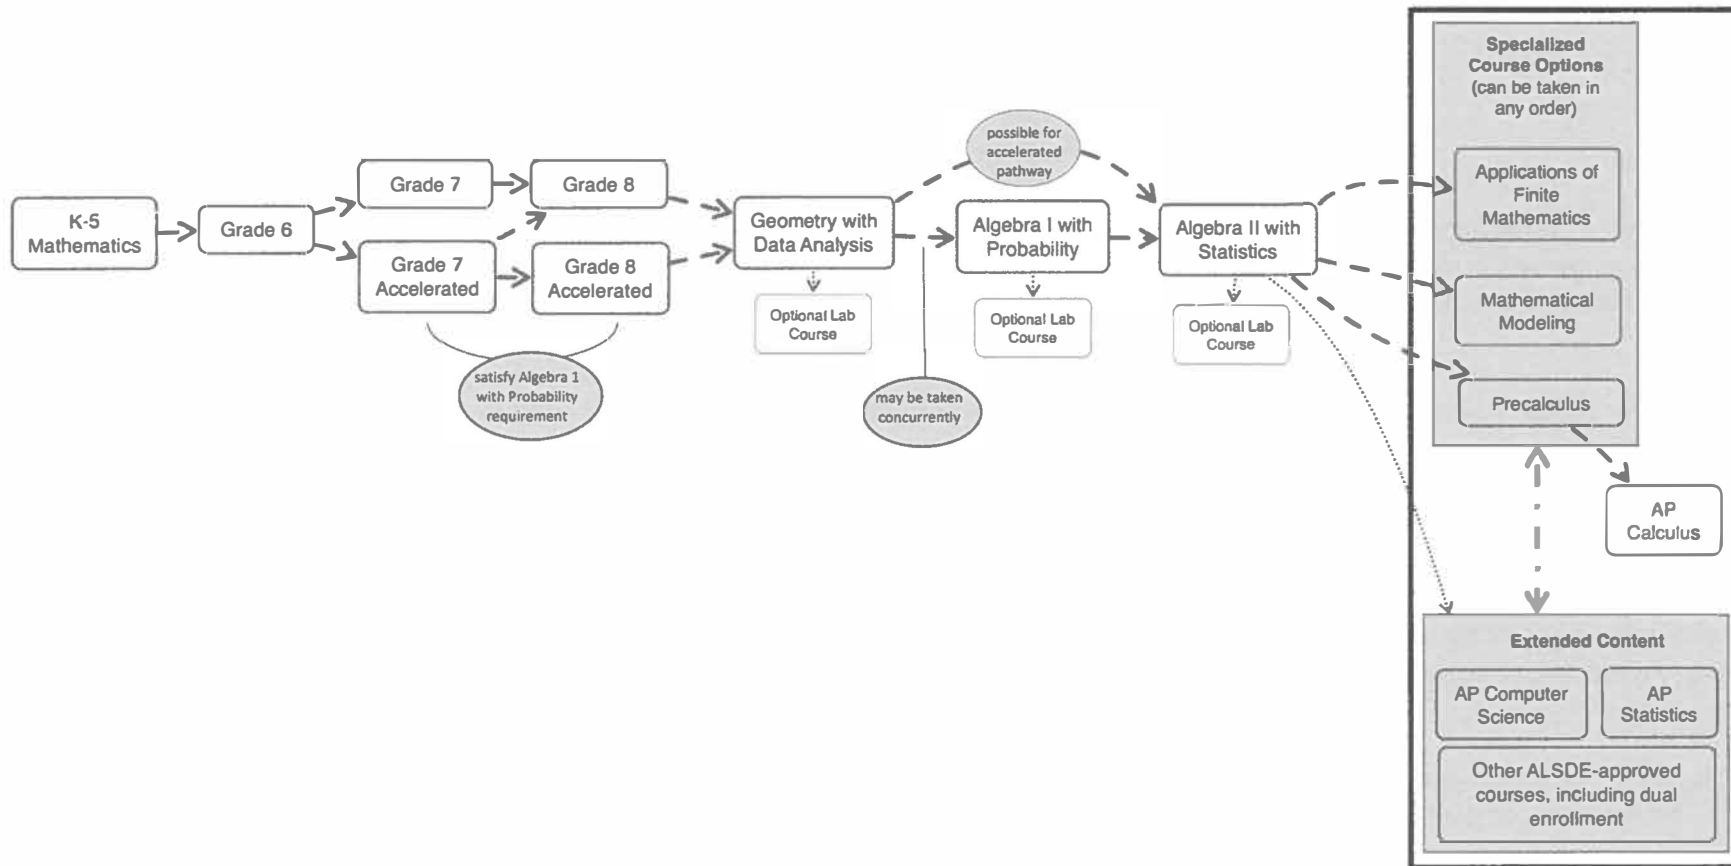 K-5
Mathematics
Grade 6
Grade 7
Grade 8
Grade 7
Accelerated
Grade 8
Accelerated
satisfy Algebra 1
with Probability
requirement
Geometry with
Data Analysis
Optional Lab
Course
may be taken
concurrently
possible for
accelerated
pathway
Algebra I with
Probability
Optional Lab
Course
Algebra II with
Statistics
Optional Lab
Course
Specialized
Course Options
(can be taken in
any order)
Applications of
Finite
Mathematics
Mathematical
Modeling
Precalculus
AP
Calculus
Extended Content
AP Computer
Science
AP
Statistics
Other ALSDE-approved
courses, including dual
enrollment